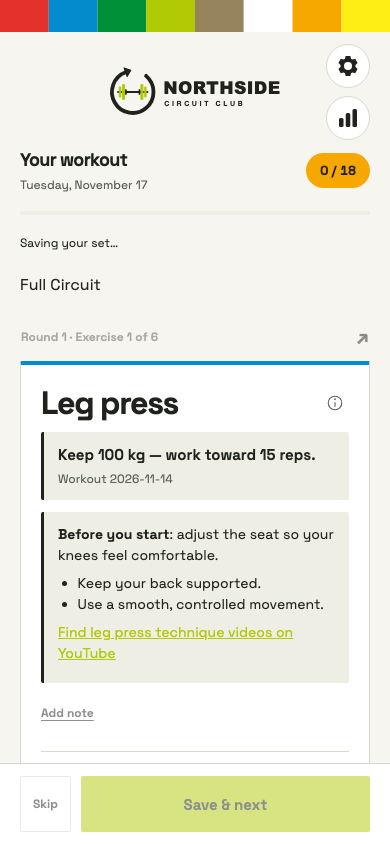 NORTHSIDE
CIRCUIT CLUB
Your workout
Tuesday, November 17
0 / 18
Saving your set...
Full Circuit
Round 1 · Exercise 1 of 6
Leg press
Keep 100 kg — work toward 15 reps.
Workout 2026-11-14
Before you start: adjust the seat so your
knees feel comfortable.
• Keep your back supported.
• Use a smooth, controlled movement.
Find leg press technique videos on
YouTube
Add note
Skip
Save & next